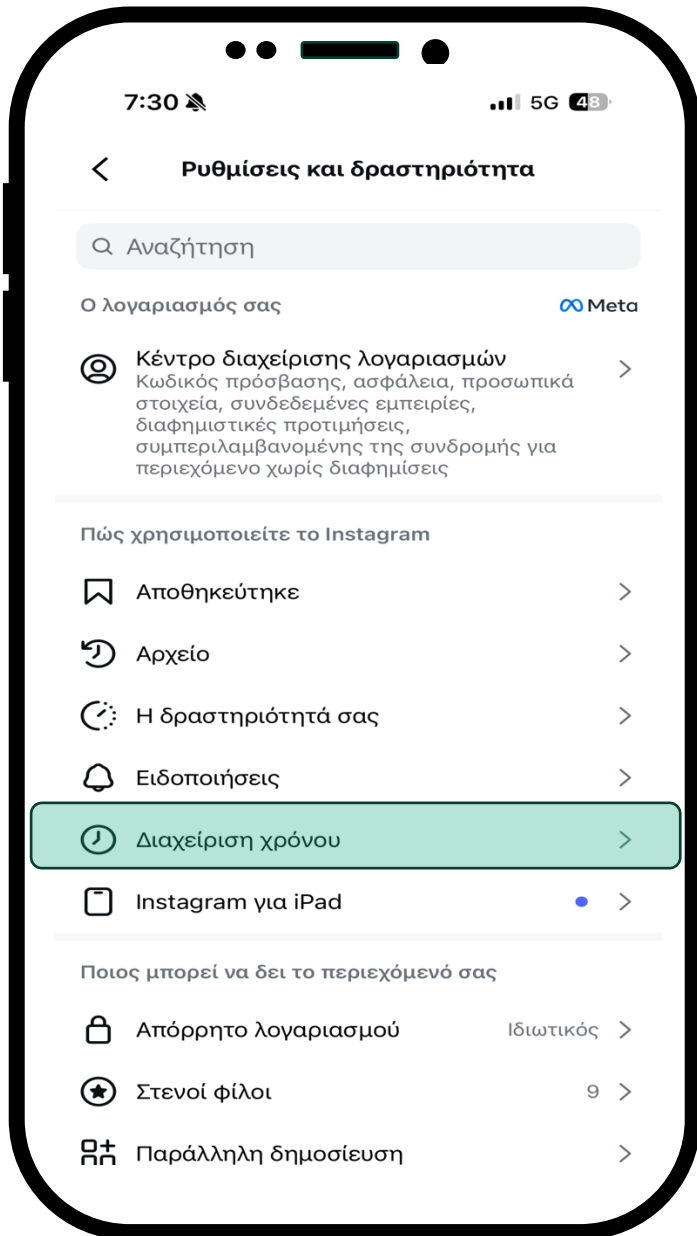 7:30
5G 48
Ρυθμίσεις και δραστηριότητα
Αναζήτηση
Ο λογαριασμός σας
Meta
Κέντρο διαχείρισης λογαριασμών
Κωδικός πρόσβασης, ασφάλεια, προσωπικά
στοιχεία, συνδεδεμένες εμπειρίες,
διαφημιστικές προτιμήσεις,
συμπεριλαμβανομένης της συνδρομής για
περιεχόμενο χωρίς διαφημίσεις
Πώς χρησιμοποιείτε το Instagram
Αποθηκεύτηκε
Αρχείο
Η δραστηριότητά σας
Ειδοποιήσεις
Διαχείριση χρόνου
Instagram για iPad
Ποιος μπορεί να δει το περιεχόμενό σας
Απόρρητο λογαριασμού
Ιδιωτικός
Στενοί φίλοι
9
Παράλληλη δημοσίευση